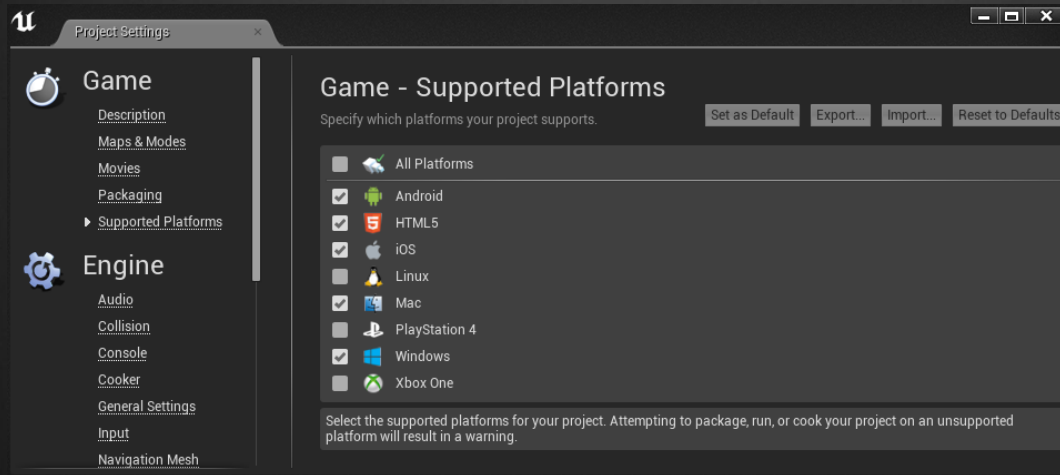 Project Settings
Game
Description
Maps & Modes
Movies
Packaging
Supported Platforms
Engine
Audio
Collision
Console
Cooker
General Settings
Input
Navigation Mesh
Game - Supported Platforms
Specify which platforms your project supports.
Set as Default
Export...
Import...
Reset to Defaults
All Platforms
Android
HTML5
iOS
Linux
Mac
PlayStation 4
Windows
Xbox One
Select the supported platforms for your project. Attempting to package, run, or cook your project on an unsupported
platform will result in a warning.